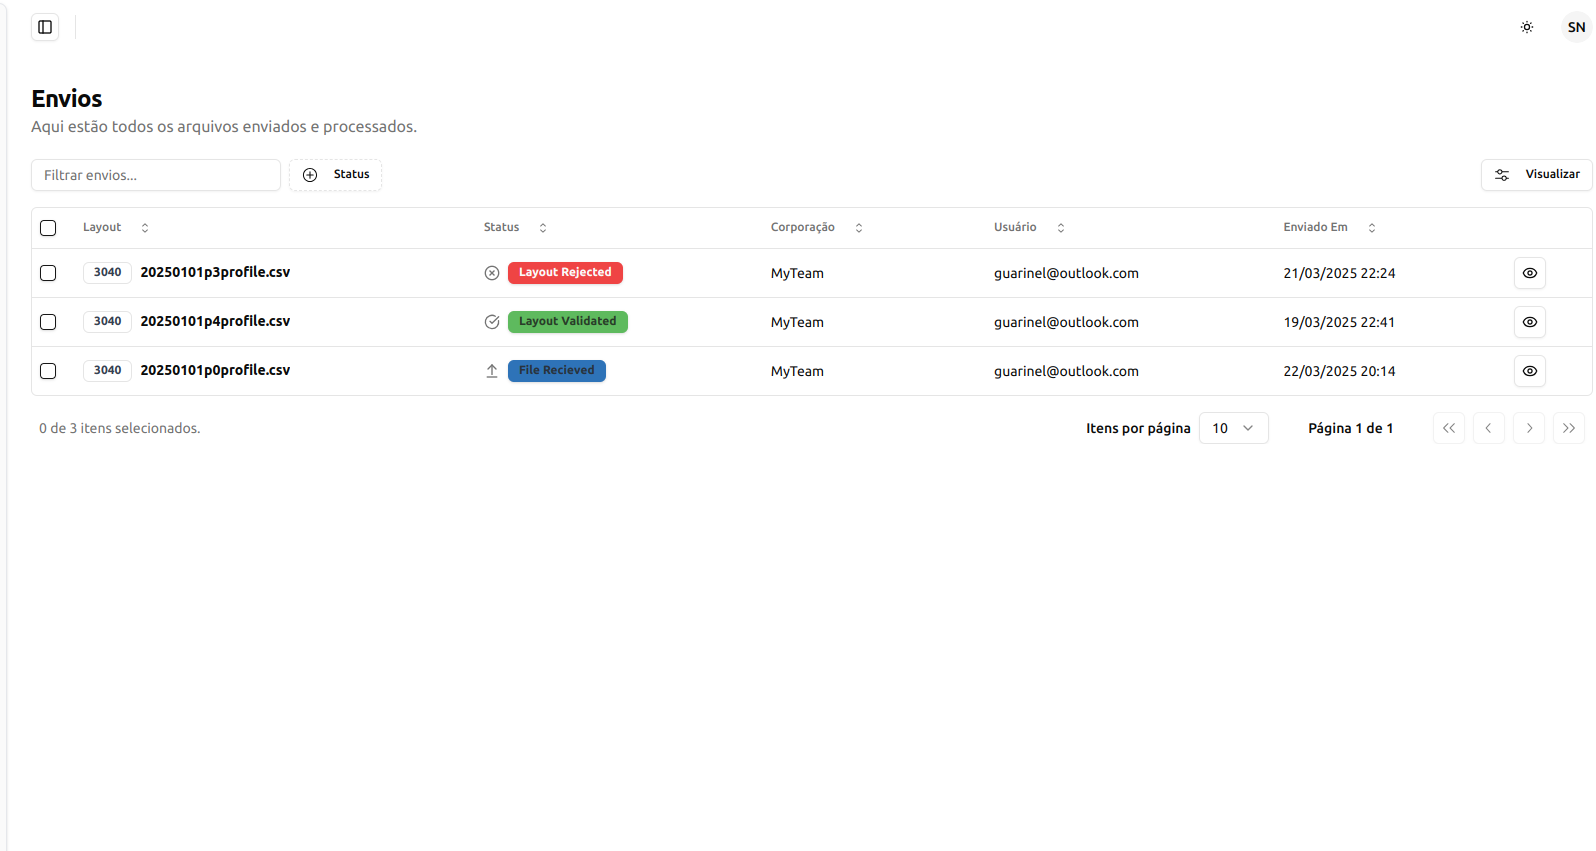 SN
Envios
Aqui estão todos os arquivos enviados e processados.
Filtrar envios... Status Visualizar
Layout Status Corporação Usuário Enviado Em
3040 20250101p3profile.csv Layout Rejected MyTeam guarinel@outlook.com 21/03/2025 22:24
3040 20250101p4profile.csv Layout Validated MyTeam guarinel@outlook.com 19/03/2025 22:41
3040 20250101p0profile.csv File Recieved MyTeam guarinel@outlook.com 22/03/2025 20:14
0 de 3 itens selecionados. Itens por página 10 Página 1 de 1